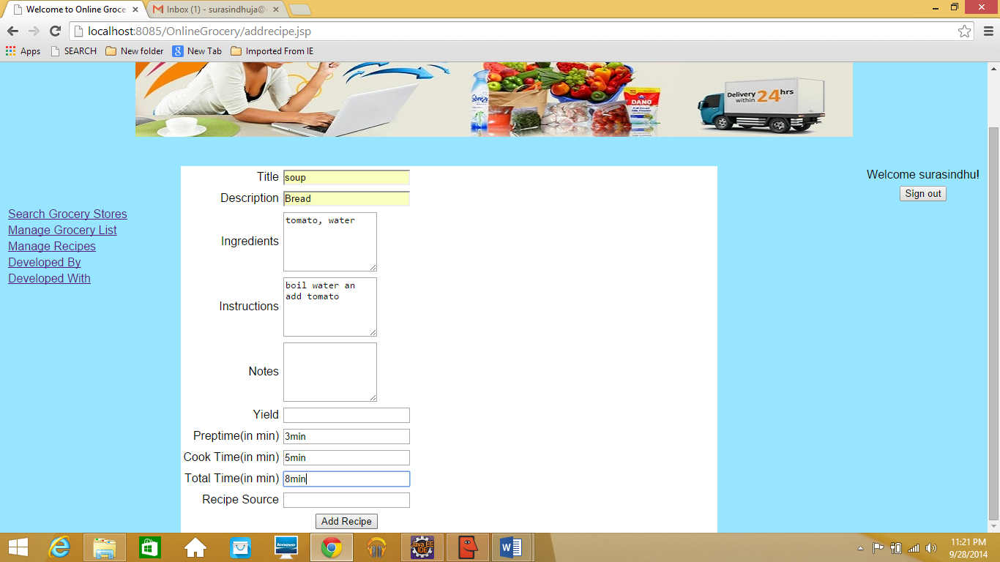 Welcome to Online Groce
Inbox (1) - surasindhuja@
localhost:8085/OnlineGrocery/addrecipe.jsp
Apps SEARCH New folder New Tab Imported From IE
Delivery within 24hrs
DANO
Title soup
Description Bread
Ingredients tomato, water
Instructions boil water an
add tomato
Notes
Yield
Preptime(in min) 3min
Cook Time(in min) 5min
Total Time(in min) 8min
Recipe Source
Add Recipe
Search Grocery Stores
Manage Grocery List
Manage Recipes
Developed By
Developed With
Welcome surasindhu!
Sign out
lenovo
Java EE
IDE
11:21 PM
9/28/2014